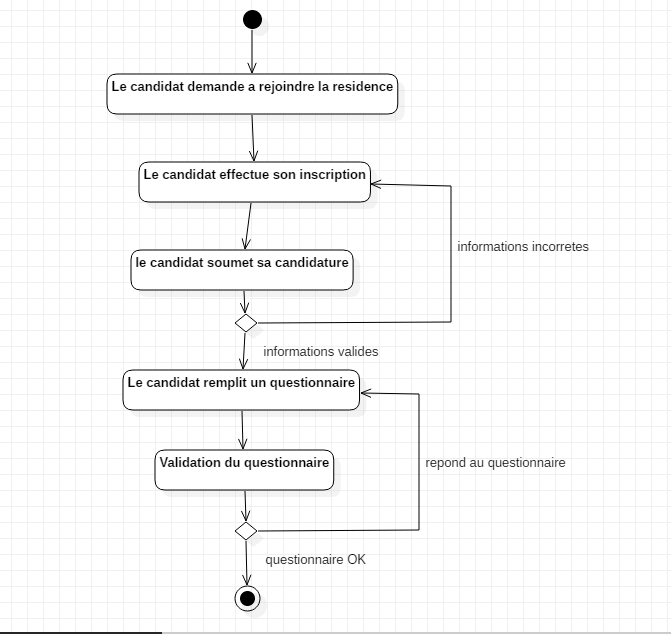 Le candidat demande a rejoindre la residence
Le candidat effectue son inscription
informations incorretes
le candidat soumet sa candidature
informations valides
Le candidat remplit un questionnaire
Validation du questionnaire
repond au questionnaire
questionnaire OK